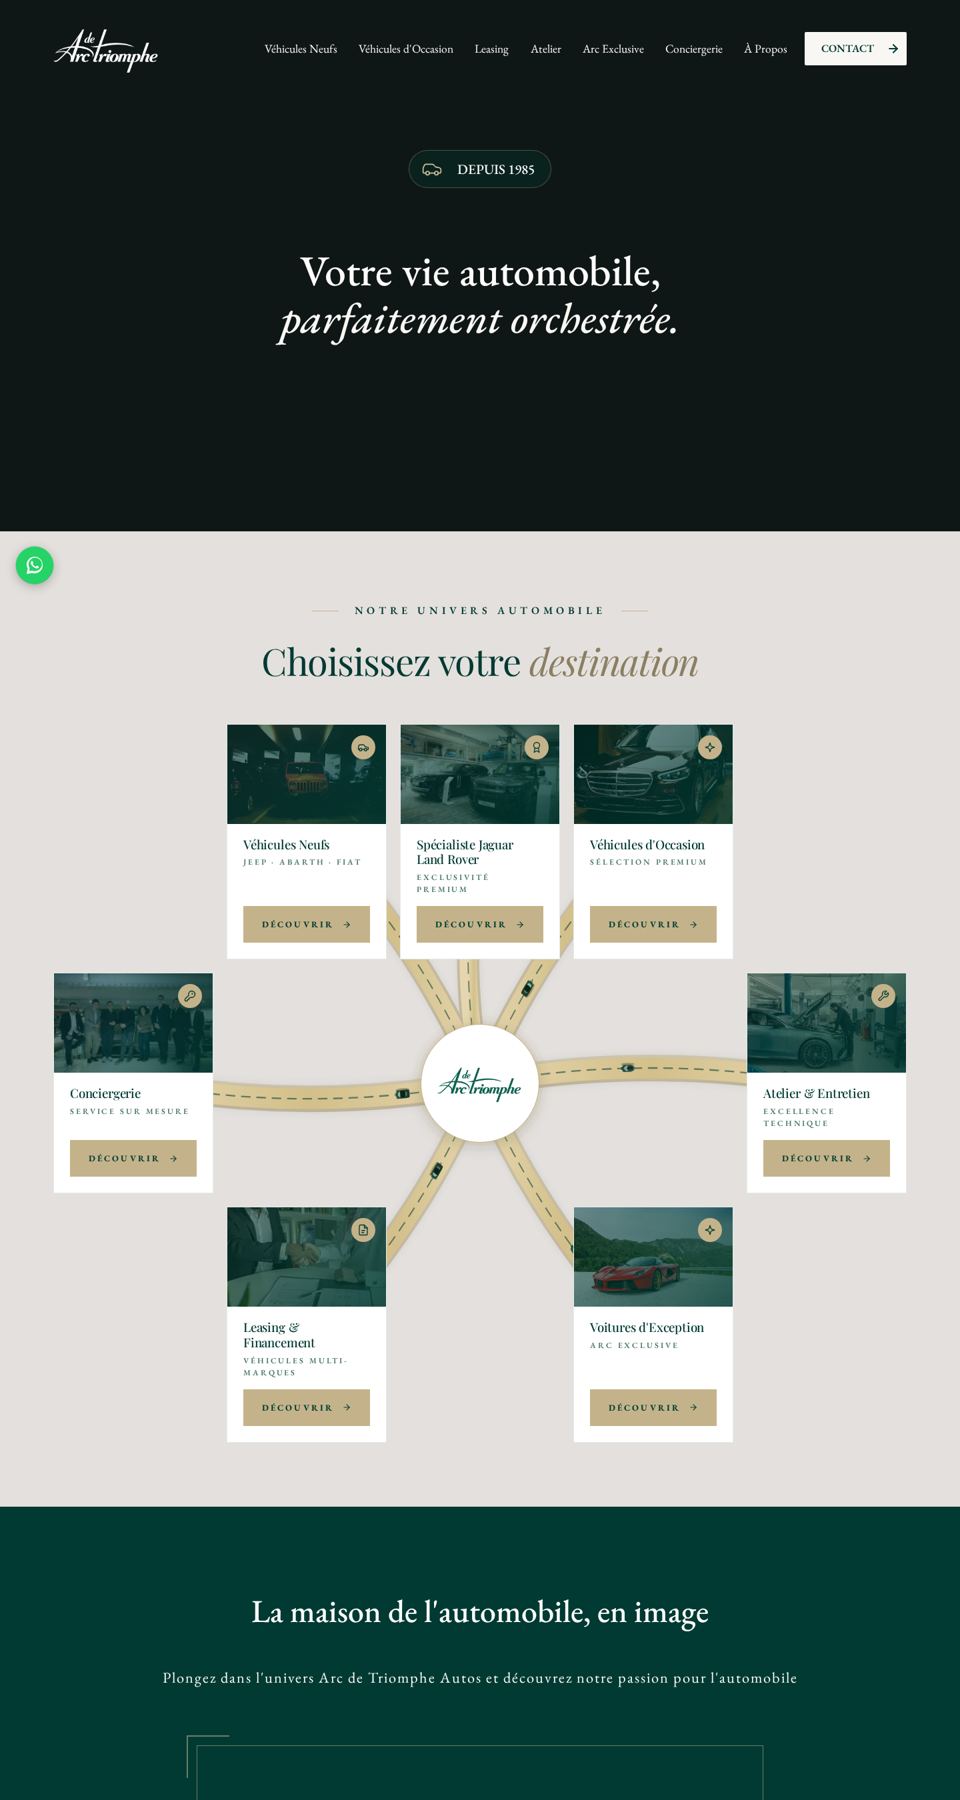 Arc de Triomphe
Véhicules Neufs
Véhicules d'Occasion
Leasing
Atelier
Arc Exclusive
Conciergerie
À Propos
CONTACT
DEPUIS 1985
Votre vie automobile,
parfaitement orchestrée.
NOTRE UNIVERS AUTOMOBILE
Choisissez votre destination
Véhicules Neufs
JEEP · ABARTH · FIAT
DÉCOUVRIR
Spécialiste Jaguar
Land Rover
EXCLUSIVITÉ
PREMIUM
DÉCOUVRIR
Véhicules d'Occasion
SÉLECTION PREMIUM
DÉCOUVRIR
Conciergerie
SERVICE SUR MESURE
DÉCOUVRIR
Arc de Triomphe
Atelier & Entretien
EXCELLENCE
TECHNIQUE
DÉCOUVRIR
Leasing &
Financement
VÉHICULES MULTI-
MARQUES
DÉCOUVRIR
Voitures d'Exception
ARC EXCLUSIVE
DÉCOUVRIR
La maison de l'automobile, en image
Plongez dans l'univers Arc de Triomphe Autos et découvrez notre passion pour l'automobile